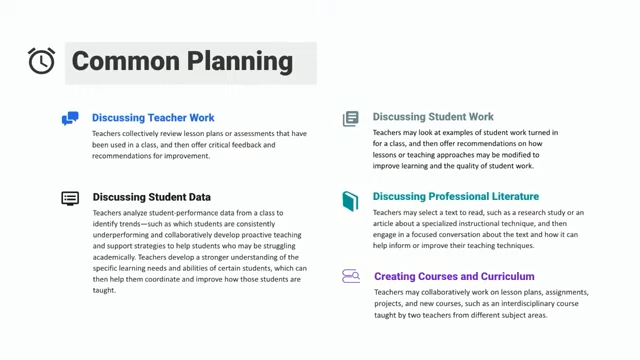 Common Planning
Discussing Teacher Work
Teachers collectively review lesson plans or assessments that have
been used in a class, and then offer critical feedback and
recommendations for improvement.
Discussing Student Data
Teachers analyze student-performance data from a class to
identify trends—such as which students are consistently
underperforming and collaboratively develop proactive teaching
and support strategies to help students who may be struggling
academically. Teachers develop a stronger understanding of the
specific learning needs and abilities of certain students, which can
then help them coordinate and improve how those students are
taught.
Discussing Student Work
Teachers may look at examples of student work turned in
for a class, and then offer recommendations on how
lessons or teaching approaches may be modified to
improve learning and the quality of student work.
Discussing Professional Literature
Teachers may select a text to read, such as a research study or an
article about a specialized instructional technique, and then
engage in a focused conversation about the text and how it can
help inform or improve their teaching techniques.
Creating Courses and Curriculum
Teachers may collaboratively work on lesson plans, assignments,
projects, and new courses, such as an interdisciplinary course
taught by two teachers from different subject areas.